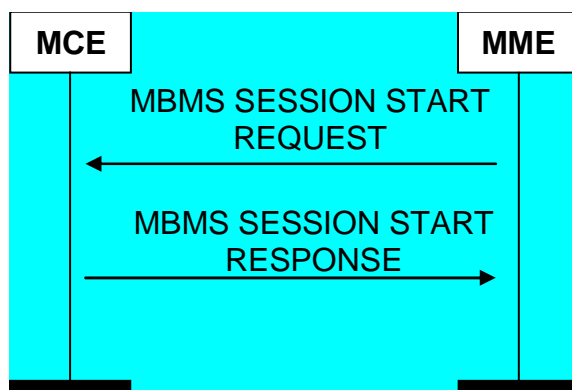 MCE
MME
MBMS SESSION START
REQUEST
MBMS SESSION START
RESPONSE